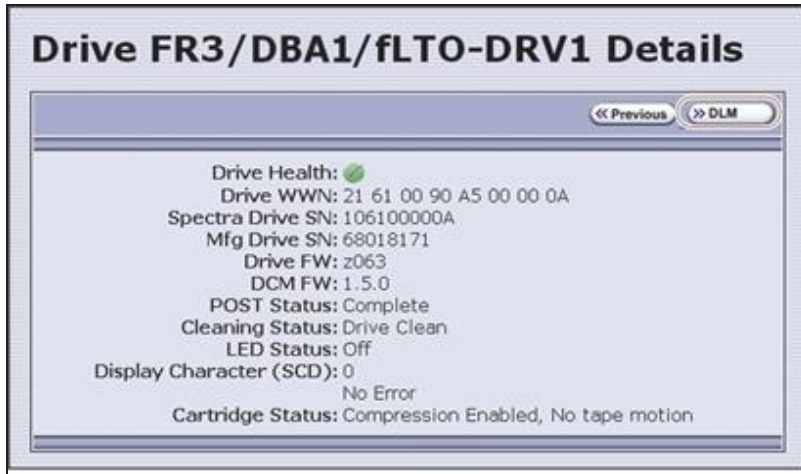 Drive FR3/DBA1/fLTO-DRV1 Details
Previous DLM
Drive Health:
Drive WWN: 21 61 00 90 A5 00 00 0A
Spectra Drive SN: 106100000A
Mfg Drive SN: 68018171
Drive FW: z063
DCM FW: 1.5.0
POST Status: Complete
Cleaning Status: Drive Clean
LED Status: Off
Display Character (SCD): 0
No Error
Cartridge Status: Compression Enabled, No tape motion